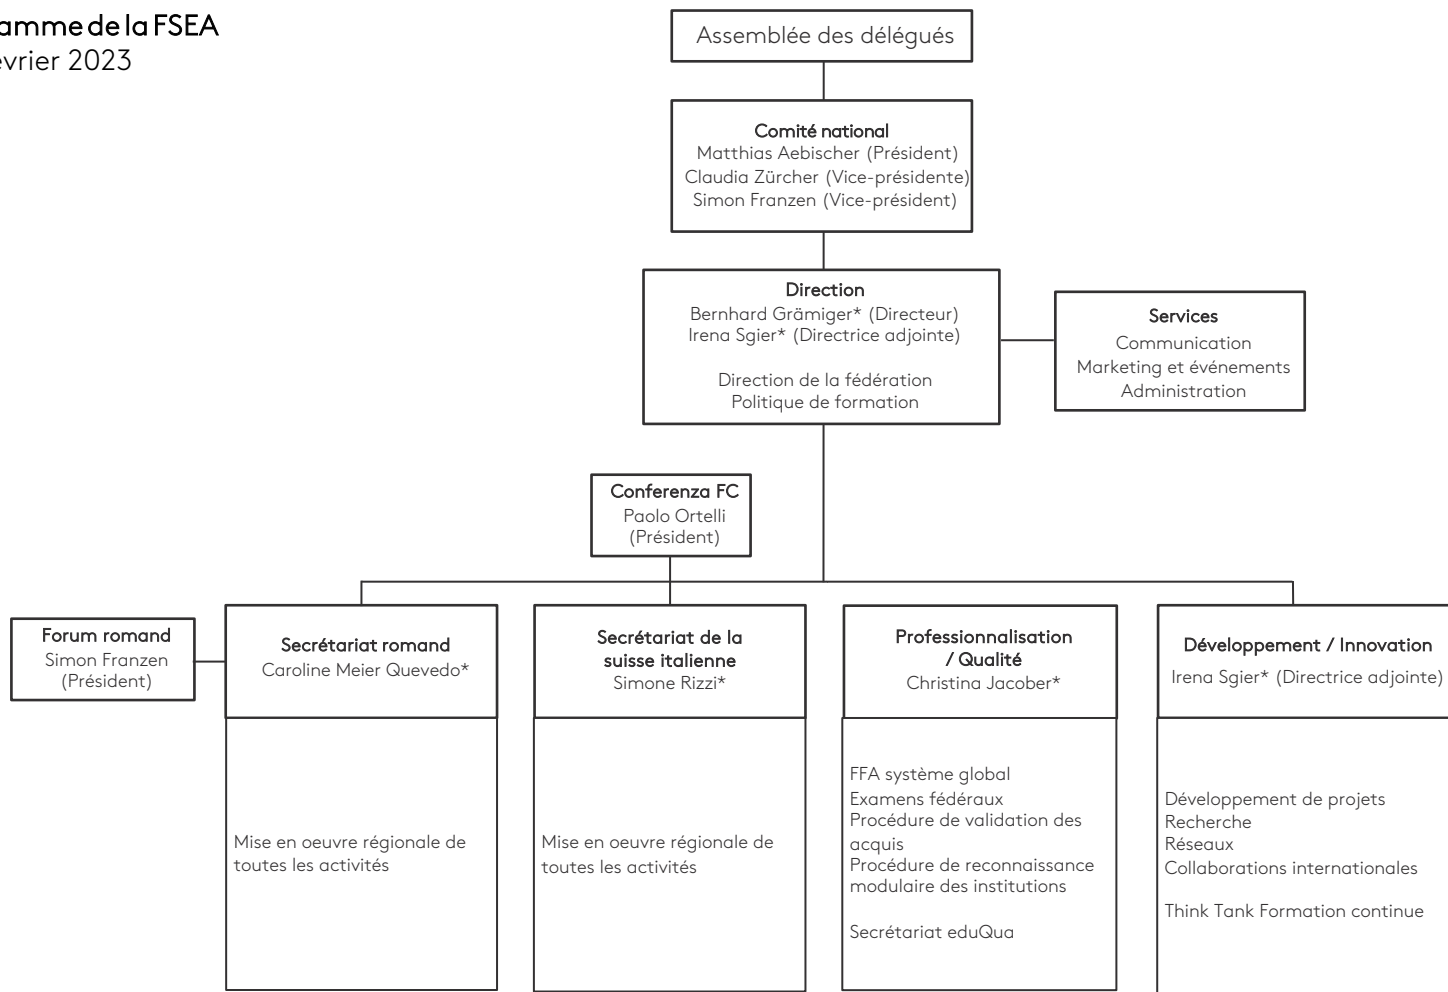 amme de la FSEA
vrier 2023
Assemblée des délégués
Comité national
Matthias Aebischer (Président)
Claudia Zürcher (Vice-présidente)
Simon Franzen (Vice-président)
Direction
Bernhard Grämiger* (Directeur)
Irena Sgier* (Directrice adjointe)
Direction de la fédération
Politique de formation
Services
Communication
Marketing et événements
Administration
Conferenza FC
Paolo Ortelli
(Président)
Forum romand
Simon Franzen
(Président)
Secrétariat romand
Caroline Meier Quevedo*
Mise en oeuvre régionale de
toutes les activités
Secrétariat de la
suisse italienne
Simone Rizzi*
Mise en oeuvre régionale de
toutes les activités
Professionnalisation
/ Qualité
Christina Jacober*
FFA système global
Examens fédéraux
Procédure de validation des
acquis
Procédure de reconnaissance
modulaire des institutions
Secrétariat eduQua
Développement / Innovation
Irena Sgier* (Directrice adjointe)
Développement de projets
Recherche
Réseaux
Collaborations internationales
Think Tank Formation continue